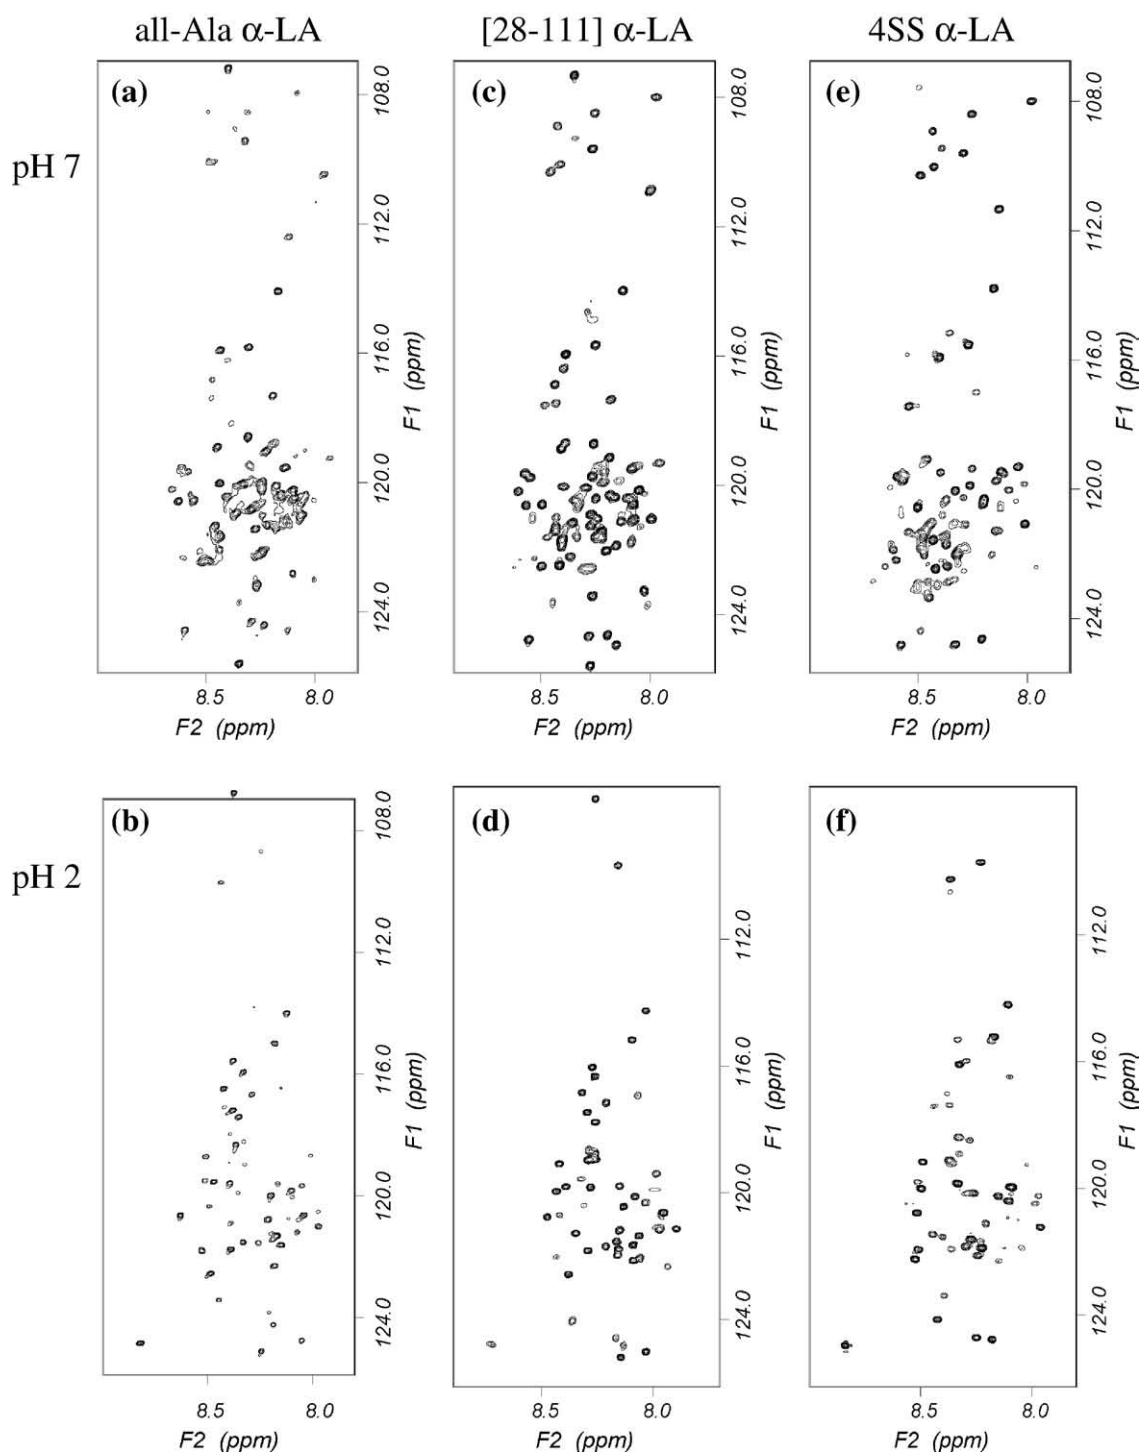 all-Ala α-LA [28-111] α-LA 4SS α-LA
pH 7
(a)
108.0
112.0
116.0
120.0
124.0
F1 (ppm)
8.5 8.0
F2 (ppm)
(c)
108.0
112.0
116.0
120.0
124.0
F1 (ppm)
8.5 8.0
F2 (ppm)
(e)
108.0
112.0
116.0
120.0
124.0
F1 (ppm)
8.5 8.0
F2 (ppm)
pH 2
(b)
108.0
112.0
116.0
120.0
124.0
F1 (ppm)
8.5 8.0
F2 (ppm)
(d)
112.0
116.0
120.0
124.0
F1 (ppm)
8.5 8.0
F2 (ppm)
(f)
112.0
116.0
120.0
124.0
F1 (ppm)
8.5 8.0
F2 (ppm)